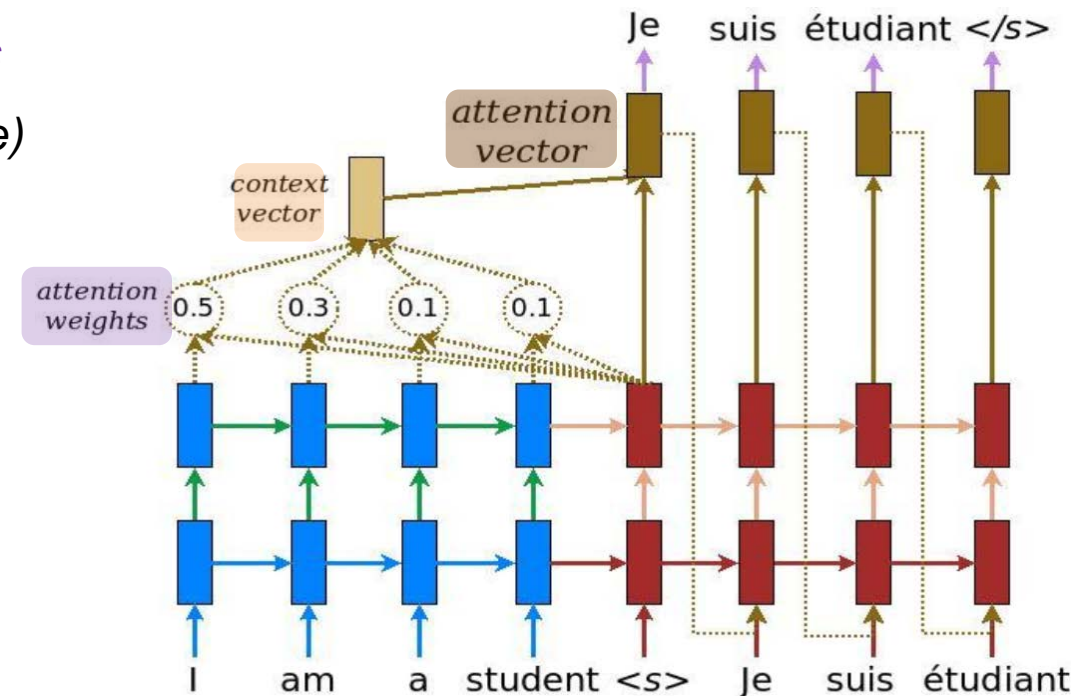 Je suis étudiant </s>
e)
attention
vector
context
vector
attention
weights
0.5 0.3 0.1 0.1
I am a student <s> Je suis étudiant